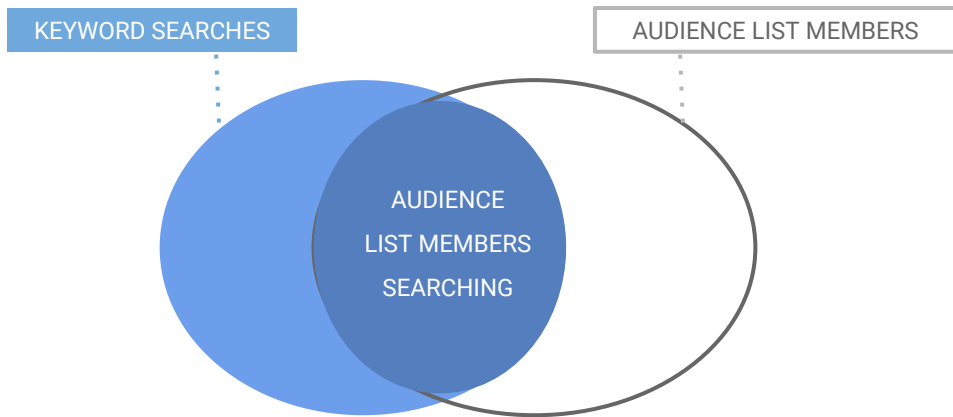 KEYWORD SEARCHES
AUDIENCE LIST MEMBERS
AUDIENCE
LIST MEMBERS
SEARCHING